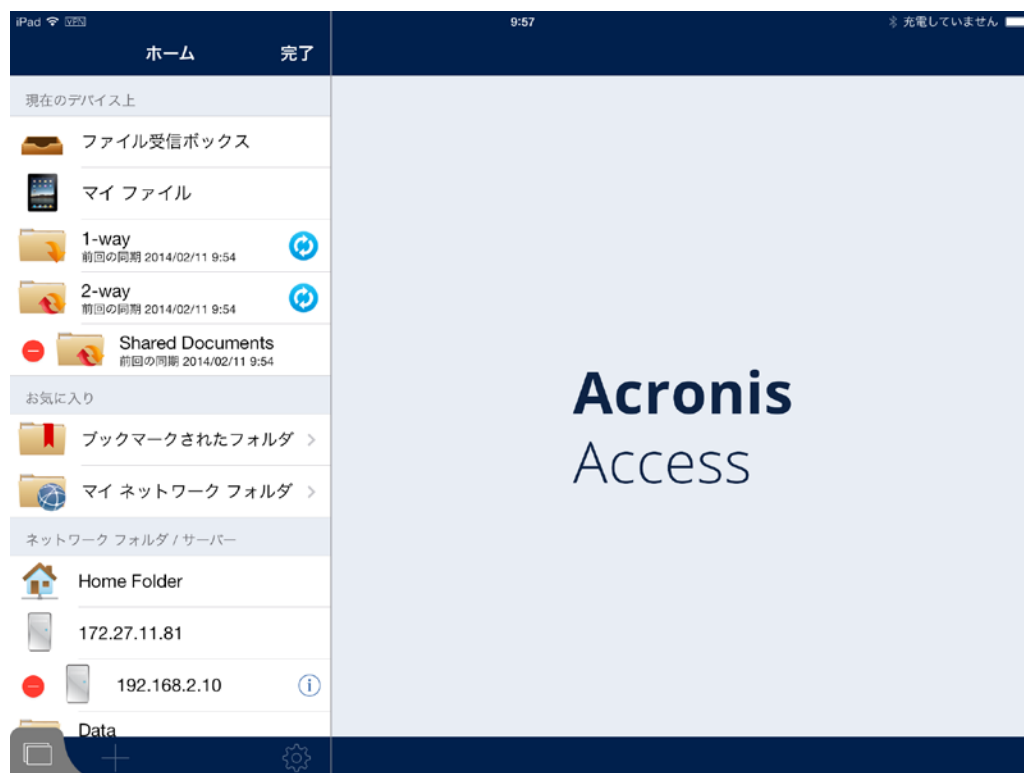 iPad VPN 9:57 充電していません
ホーム 完了
現在のデバイス上
ファイル受信ボックス
マイ ファイル
1-way
前回の同期 2014/02/11 9:54
2-way
前回の同期 2014/02/11 9:54
Shared Documents
前回の同期 2014/02/11 9:54
お気に入り
ブックマークされたフォルダ
マイ ネットワーク フォルダ
ネットワーク フォルダ / サーバー
Home Folder
172.27.11.81
192.168.2.10
Data
Acronis
Access